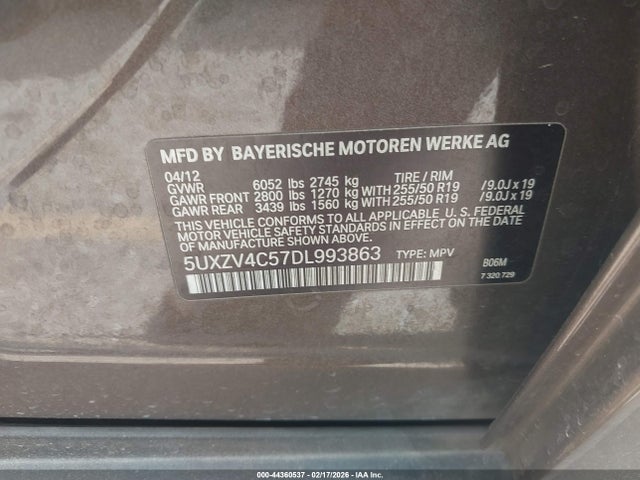 MFD BY BAYERISCHE MOTOREN WERKE AG
04/12 TIRE / RIM
GVWR 6052 lbs 2745 kg
GAWR FRONT 2800 lbs 1270 kg WITH 255/50 R19 /9.0J x 19
GAWR REAR 3439 lbs 1560 kg WITH 255/50 R19 /9.0J x 19
THIS VEHICLE CONFORMS TO ALL APPLICABLE U. S. FEDERAL
MOTOR VEHICLE SAFETY STANDARDS IN EFFECT
ON THE DATE OF MANUFACTURE SHOWN ABOVE.
5UXZV4C57DL993863 TYPE: MPV B06M
7 320 729
000-44360537 - 02/17/2026 - IAA Inc.